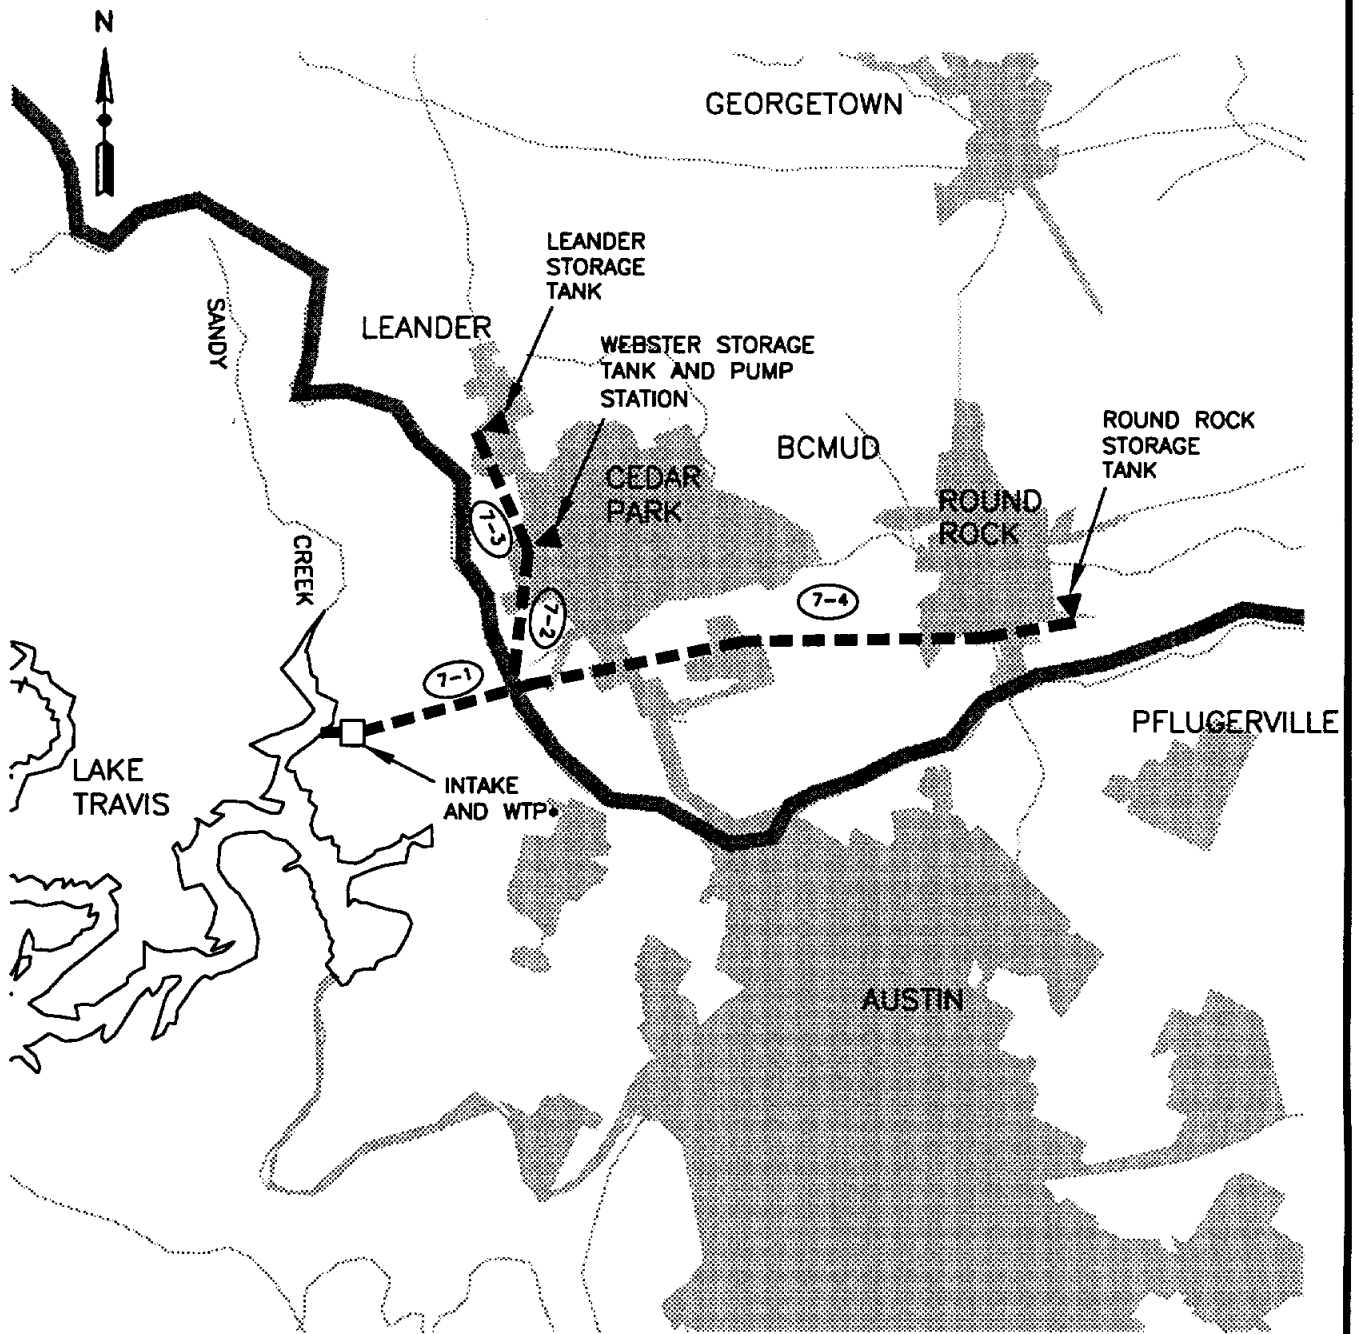 N
GEORGETOWN
LEANDER
STORAGE
TANK
SANDY
LEANDER
WEBSTER STORAGE
TANK AND PUMP
STATION
ROUND ROCK
STORAGE
TANK
BCMUD
CEDAR
PARK
ROUND
ROCK
7-3
CREEK
7-2
7-4
7-1
PFLUGERVILLE
LAKE
TRAVIS
INTAKE
AND WTP•
AUSTIN